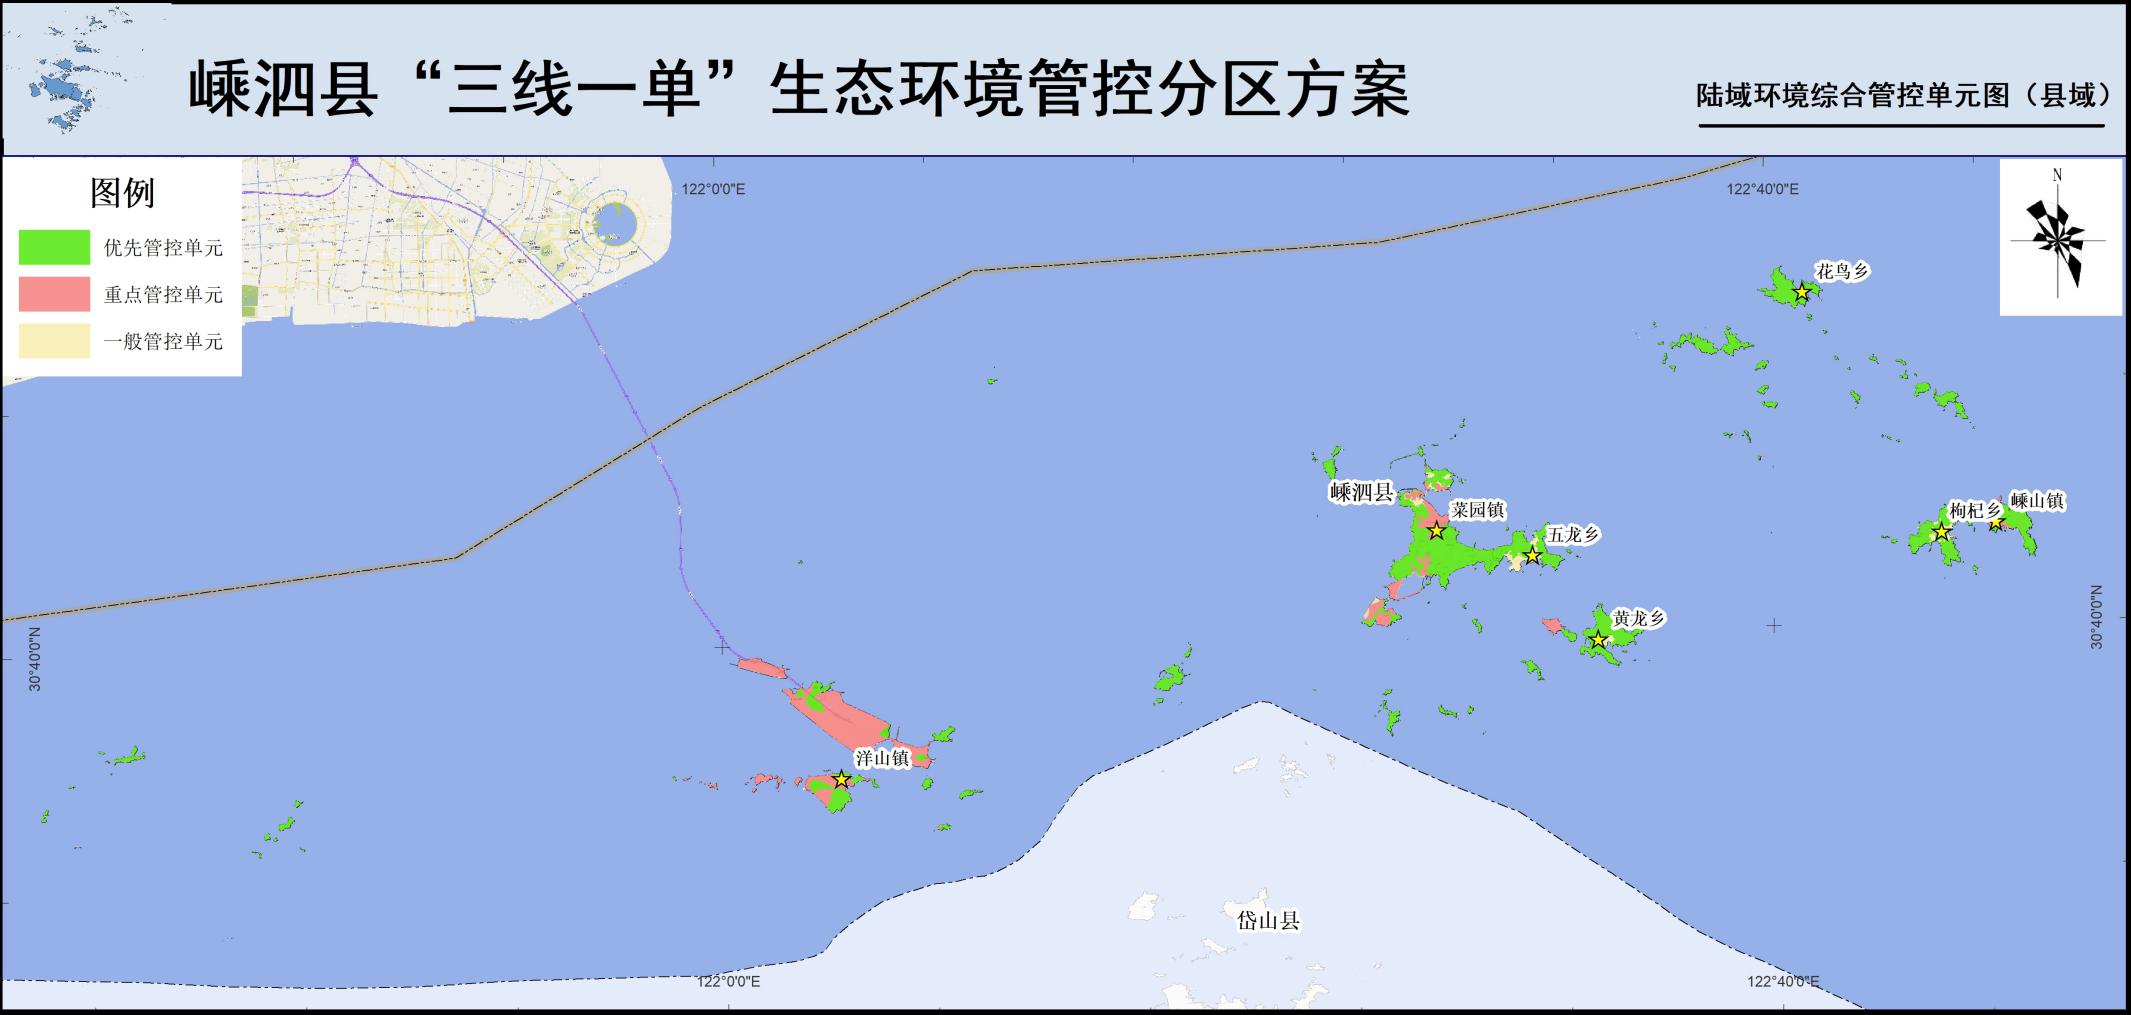 嵊泗县“三线一单”生态环境管控分区方案
陆域环境综合管控单元图（县域）
图例
优先管控单元
重点管控单元
一般管控单元
122°0'0"E
122°40'0"E
N
花鸟乡
嵊泗县
菜园镇
五龙乡
枸杞乡
嵊山镇
黄龙乡
30°40'0"N
30°40'0"N
洋山镇
岱山县
122°0'0"E
122°40'0"E